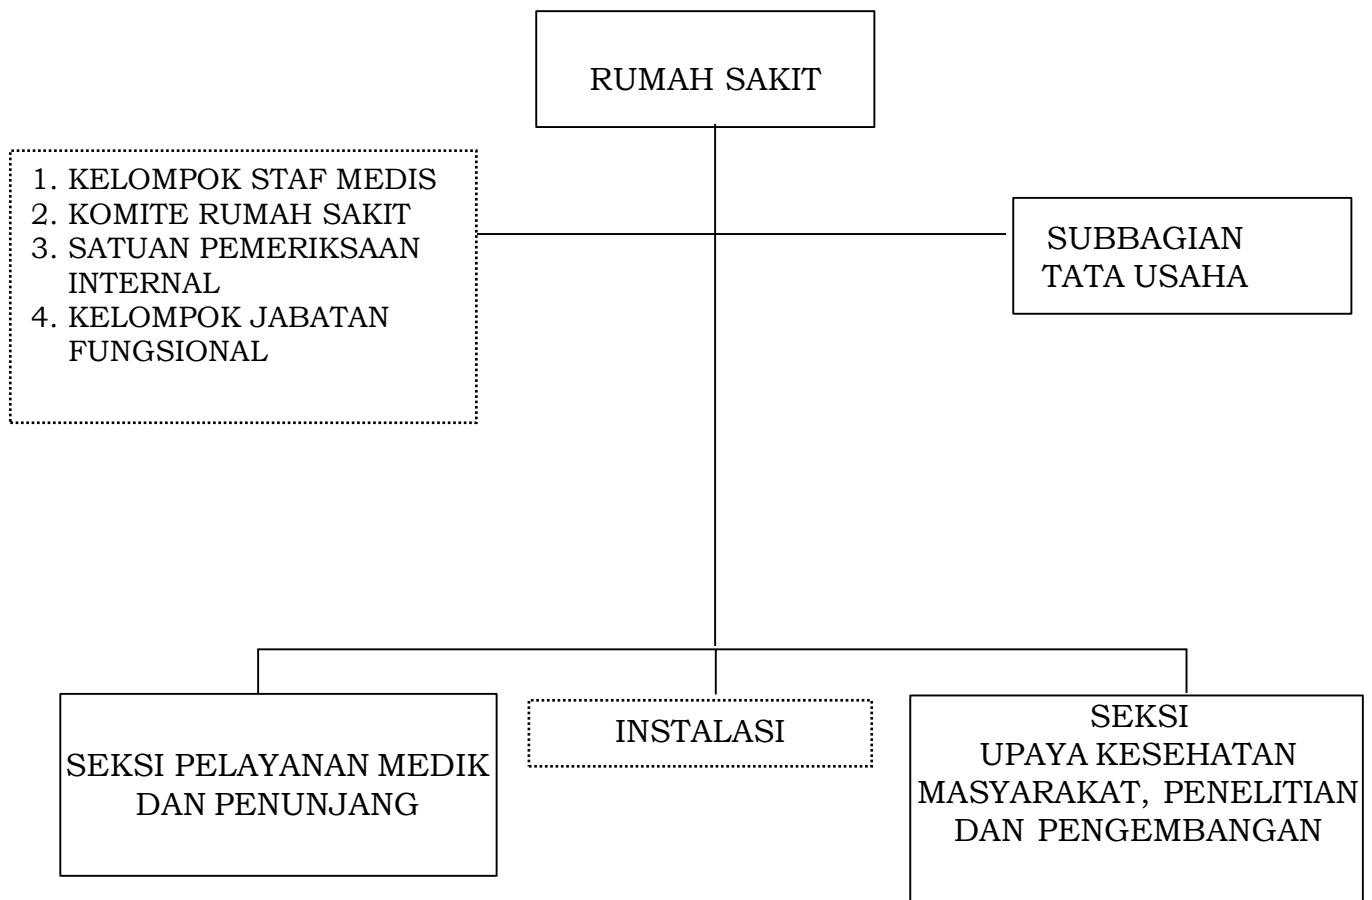 RUMAH SAKIT
1. KELOMPOK STAF MEDIS
2. KOMITE RUMAH SAKIT
3. SATUAN PEMERIKSAAN
INTERNAL
4. KELOMPOK JABATAN
FUNGSIONAL
SUBBAGIAN
TATA USAHA
SEKSI PELAYANAN MEDIK
DAN PENUNJANG
INSTALASI
SEKSI
UPAYA KESEHATAN
MASYARAKAT, PENELITIAN
DAN PENGEMBANGAN